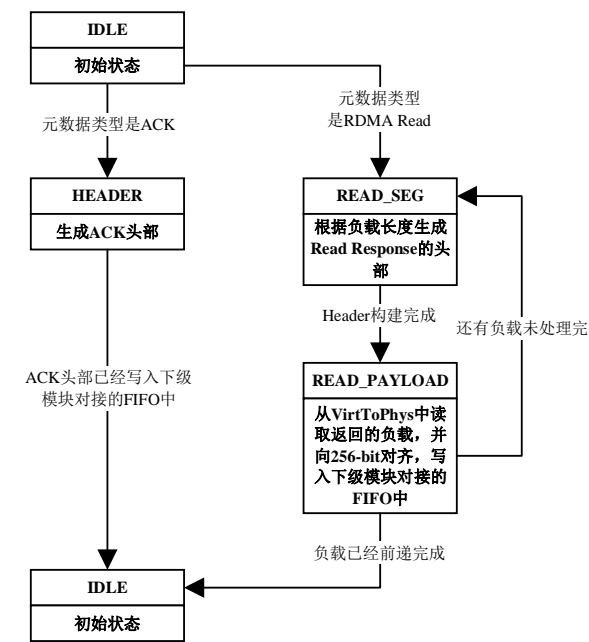 IDLE
初始状态
元数据类型是ACK
元数据类型
是RDMA Read
HEADER
生成ACK头部
READ_SEG
根据负载长度生成
Read Response的头
部
Header构建完成
还有负载未处理完
ACK头部已经写入下级
模块对接的FIFO中
READ_PAYLOAD
从VirtToPhys中读
取返回的负载，并
向256-bit对齐，写
入下级模块对接的
FIFO中
负载已经前递完成
IDLE
初始状态